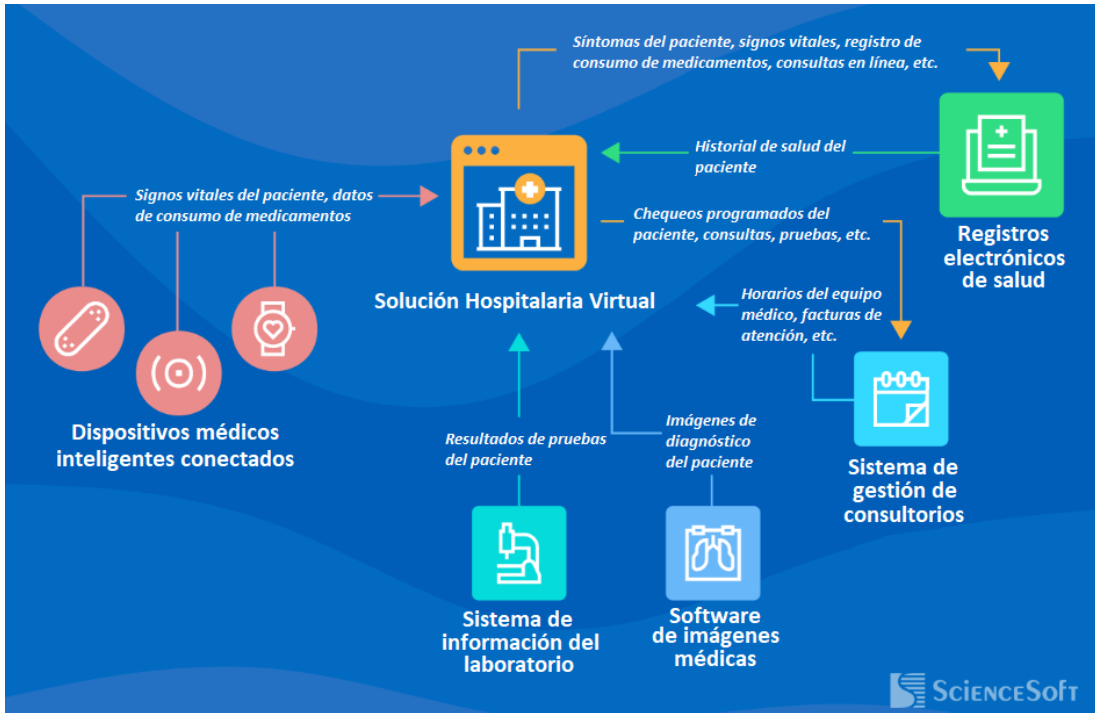 Síntomas del paciente, signos vitales, registro de
consumo de medicamentos, consultas en línea, etc.
Historial de salud del
paciente
Signos vitales del paciente, datos
de consumo de medicamentos
Chequeos programados del
paciente, consultas, pruebas, etc.
Registros
electrónicos
de salud
Solución Hospitalaria Virtual
Horarios del equipo
médico, facturas de
atención, etc.
Dispositivos médicos
inteligentes conectados
Resultados de pruebas
del paciente
Imágenes de
diagnóstico
del paciente
Sistema de
gestión de
consultorios
Sistema de
información del
laboratorio
Software
de imágenes
médicas
ScienceSoft